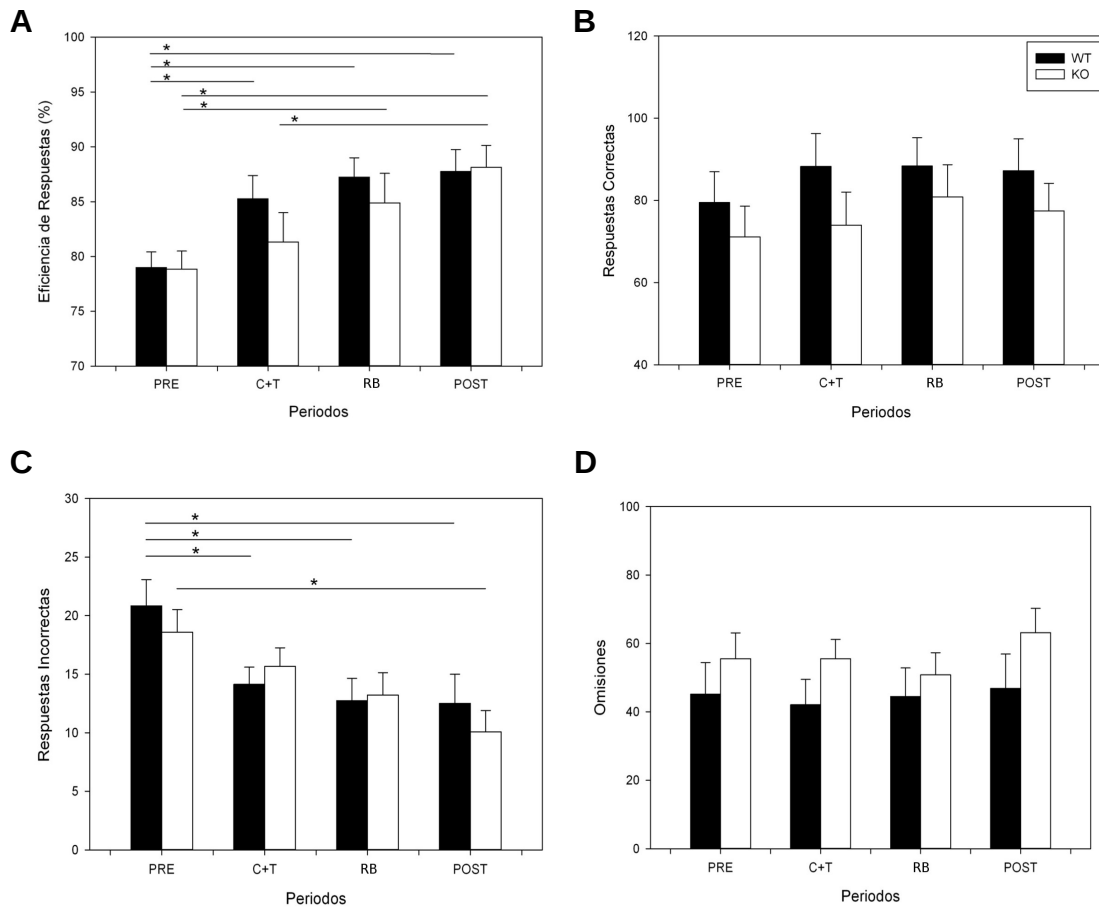 A
Eficiencia de Respuestas (%)
100
95
90
85
80
75
70
*
*
*
*
*
*
PRE C+T RB POST
Periodos
B
Respuestas Correctas
120
100
80
60
40
WT
KO
PRE C+T RB POST
Periodos
C
Respuestas Incorrectas
30
25
20
15
10
5
0
*
*
*
*
PRE C+T RB POST
Periodos
D
Omisiones
100
80
60
40
20
0
PRE C+T RB POST
Periodos